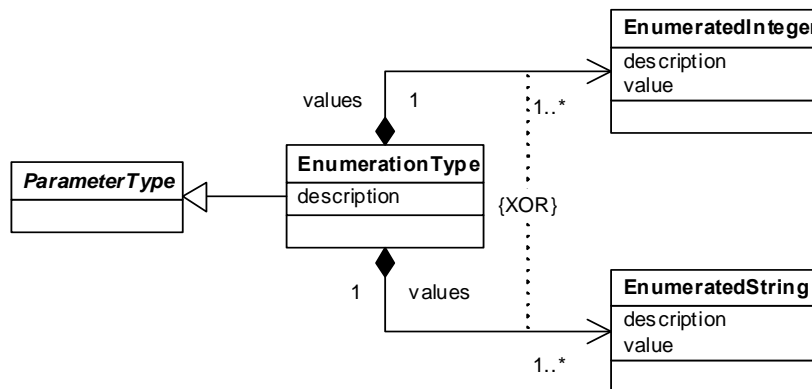 EnumeratedInteger
description
value
values 1
1..*
ParameterType
EnumerationType
description
{XOR}
1 values
EnumeratedString
description
value
1..*